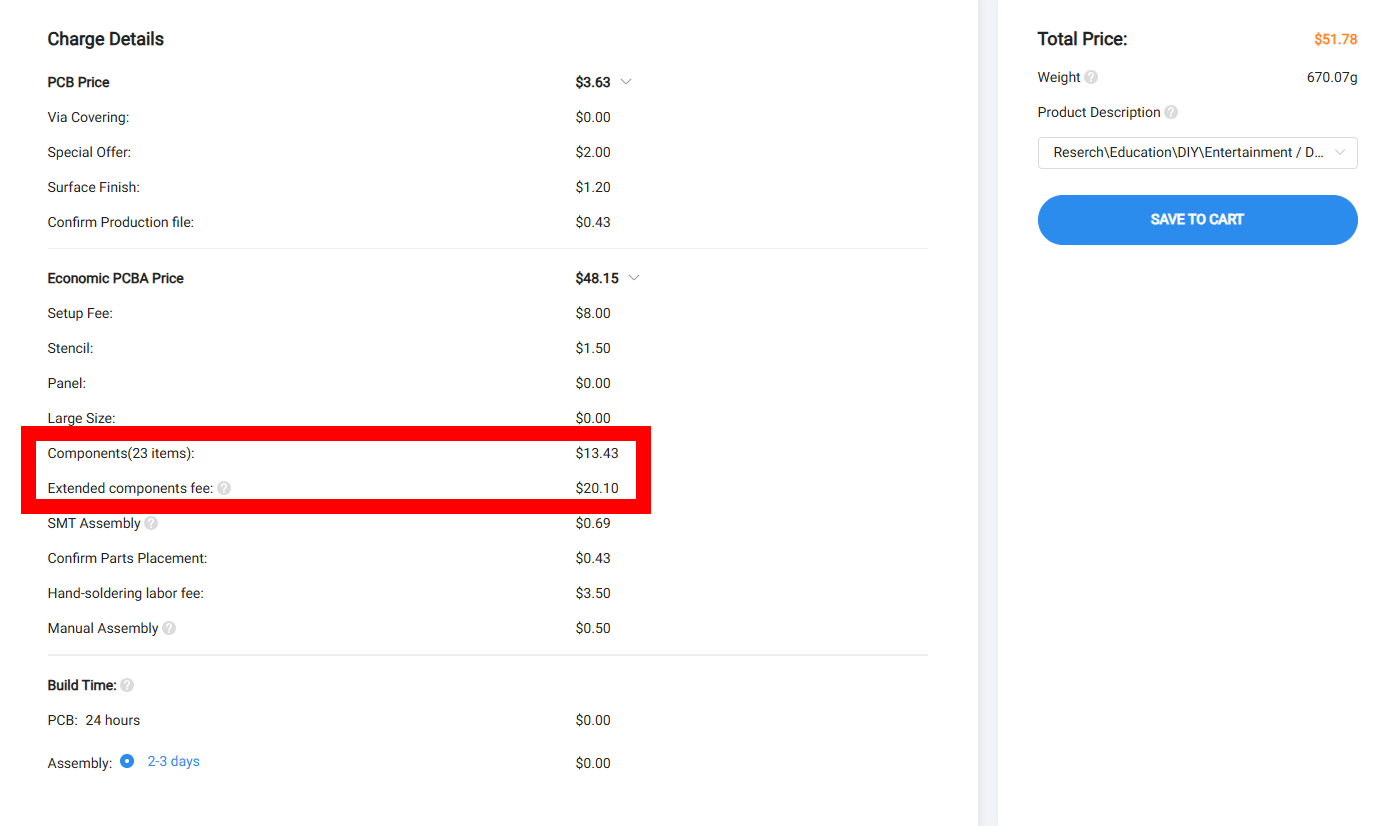 Charge Details
PCB Price $3.63
Via Covering: $0.00
Special Offer: $2.00
Surface Finish: $1.20
Confirm Production file: $0.43
Economic PCBA Price $48.15
Setup Fee: $8.00
Stencil: $1.50
Panel: $0.00
Large Size: $0.00
Components(23 items): $13.43
Extended components fee: ? $20.10
SMT Assembly ? $0.69
Confirm Parts Placement: $0.43
Hand-soldering labor fee: $3.50
Manual Assembly ? $0.50
Build Time: ?
PCB: 24 hours $0.00
Assembly: 2-3 days $0.00
Total Price: $51.78
Weight ? 670.07g
Product Description ?
Reserch\Education\DIY\Entertainment / D...
SAVE TO CART